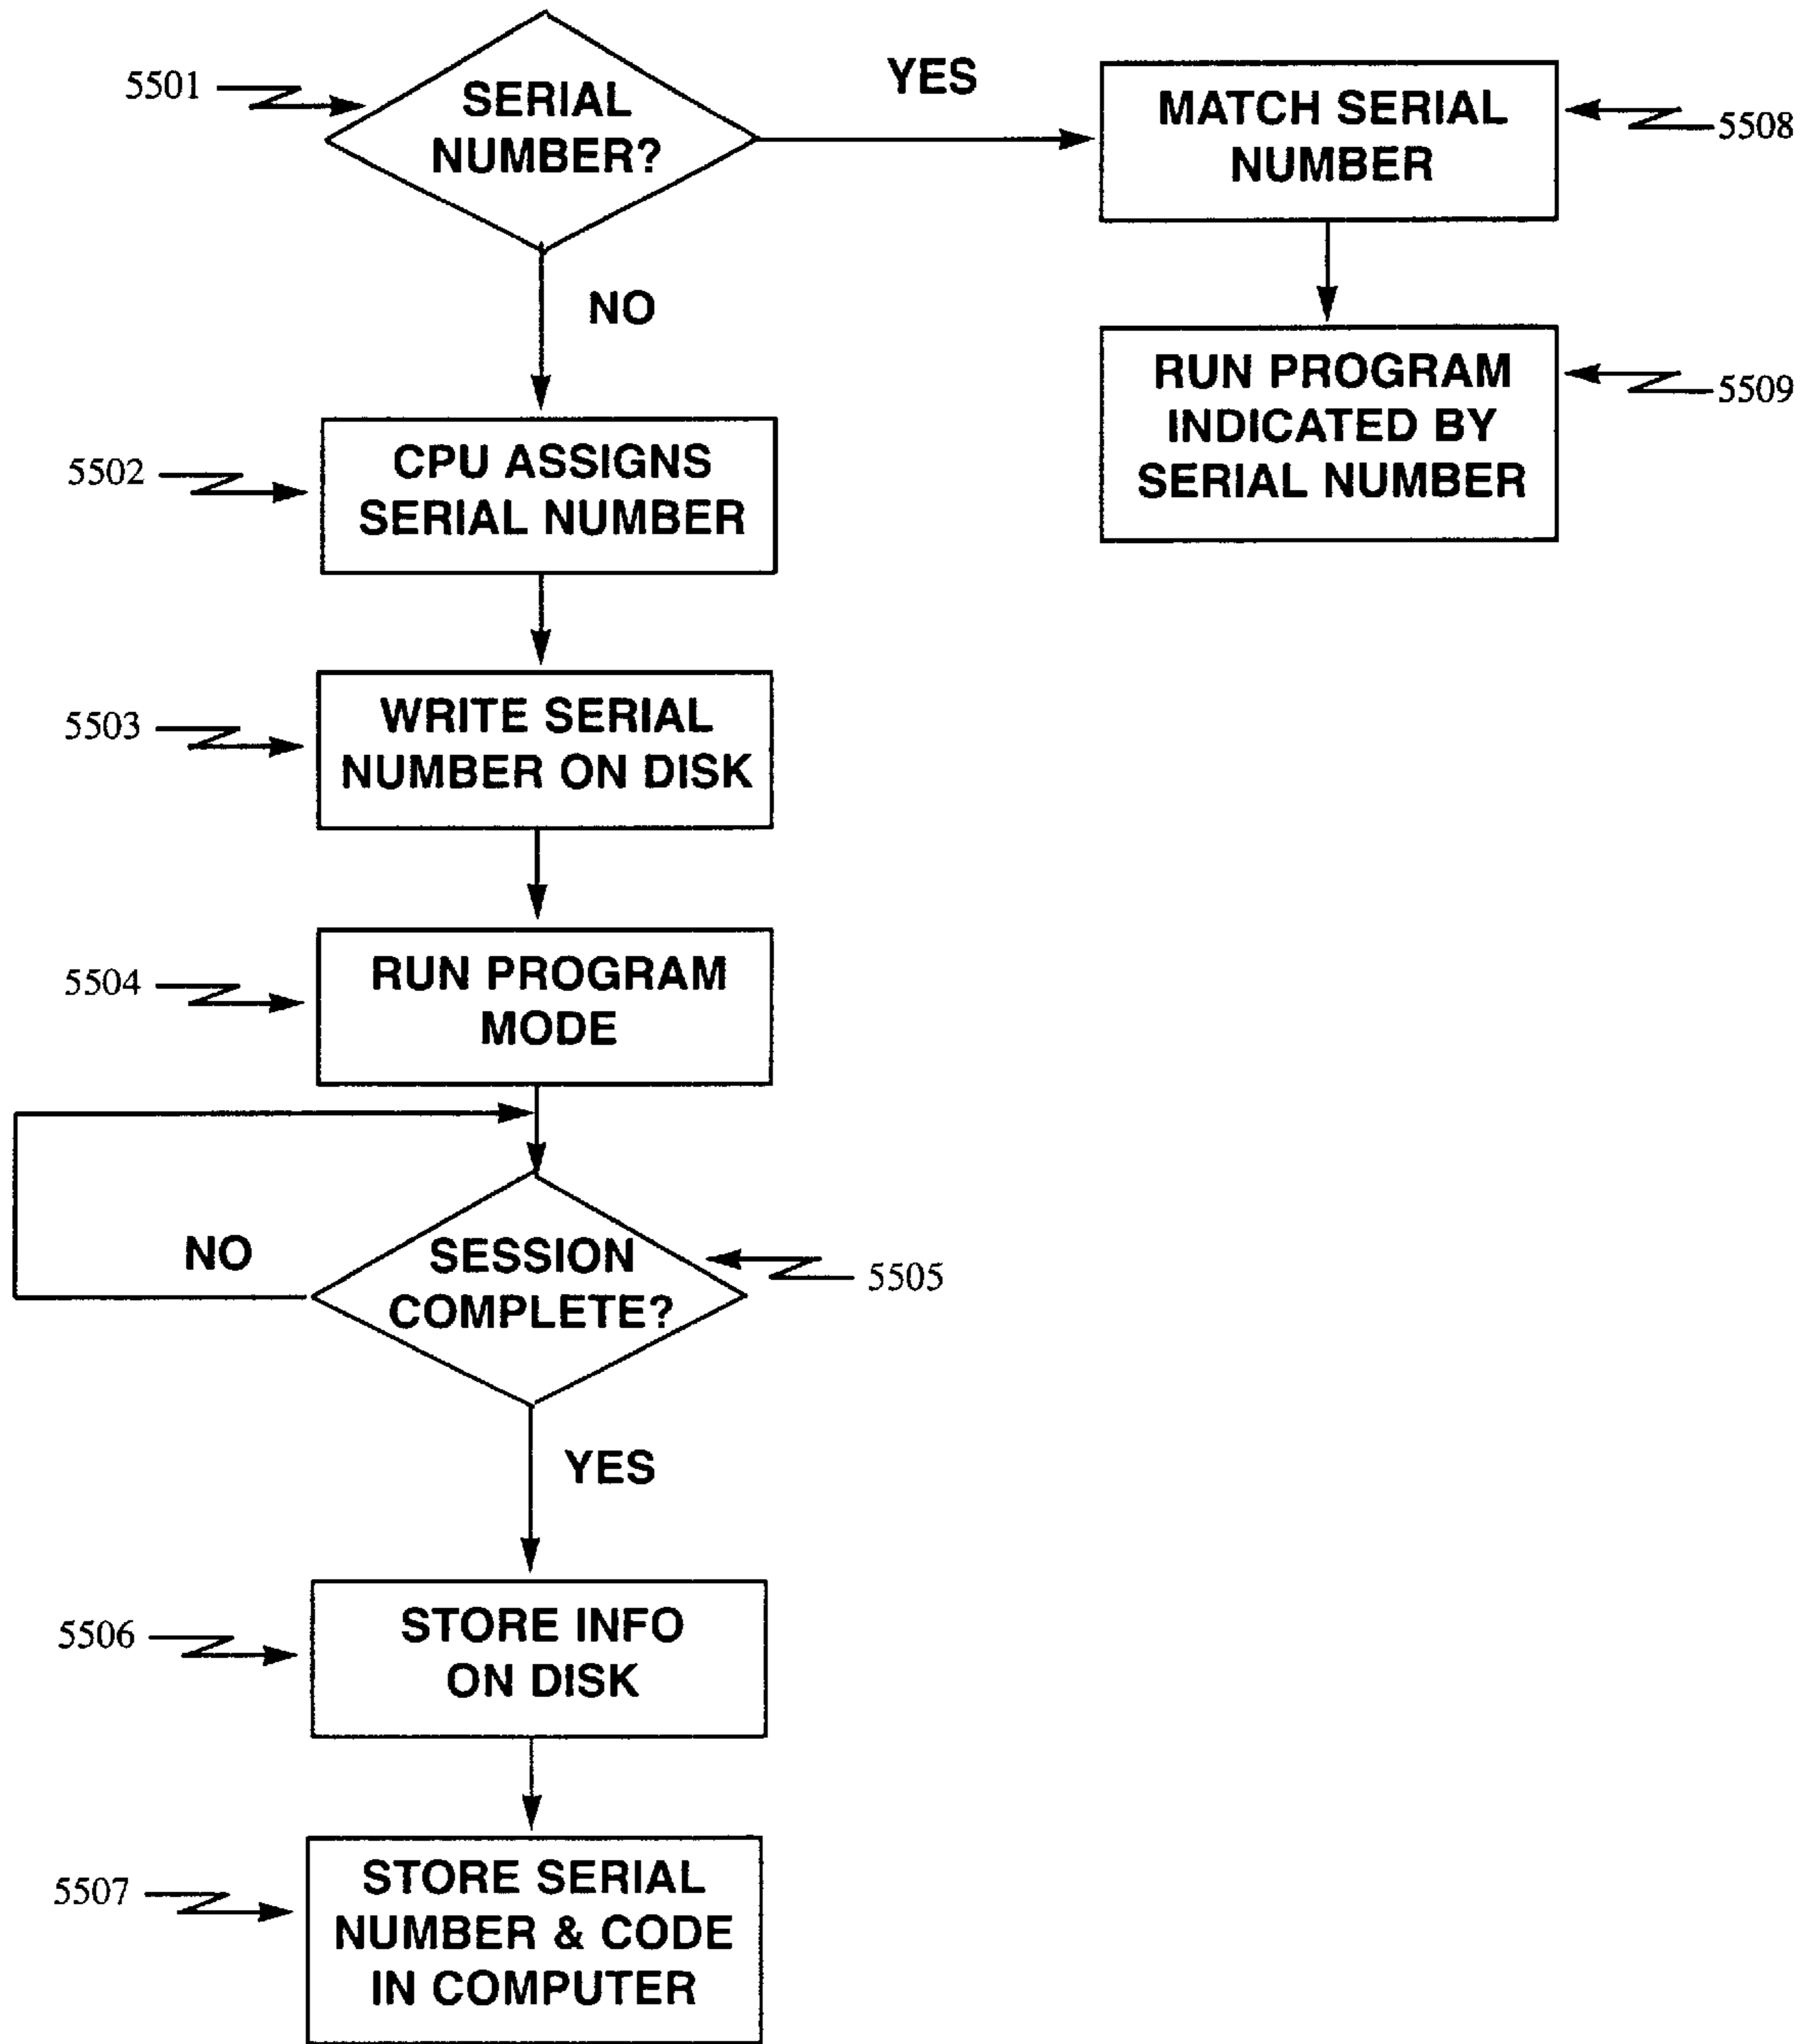 5501
SERIAL
NUMBER?
YES
MATCH SERIAL
NUMBER
5508
NO
RUN PROGRAM
INDICATED BY
SERIAL NUMBER
5509
5502
CPU ASSIGNS
SERIAL NUMBER
5503
WRITE SERIAL
NUMBER ON DISK
5504
RUN PROGRAM
MODE
NO
SESSION
COMPLETE?
5505
YES
5506
STORE INFO
ON DISK
5507
STORE SERIAL
NUMBER & CODE
IN COMPUTER